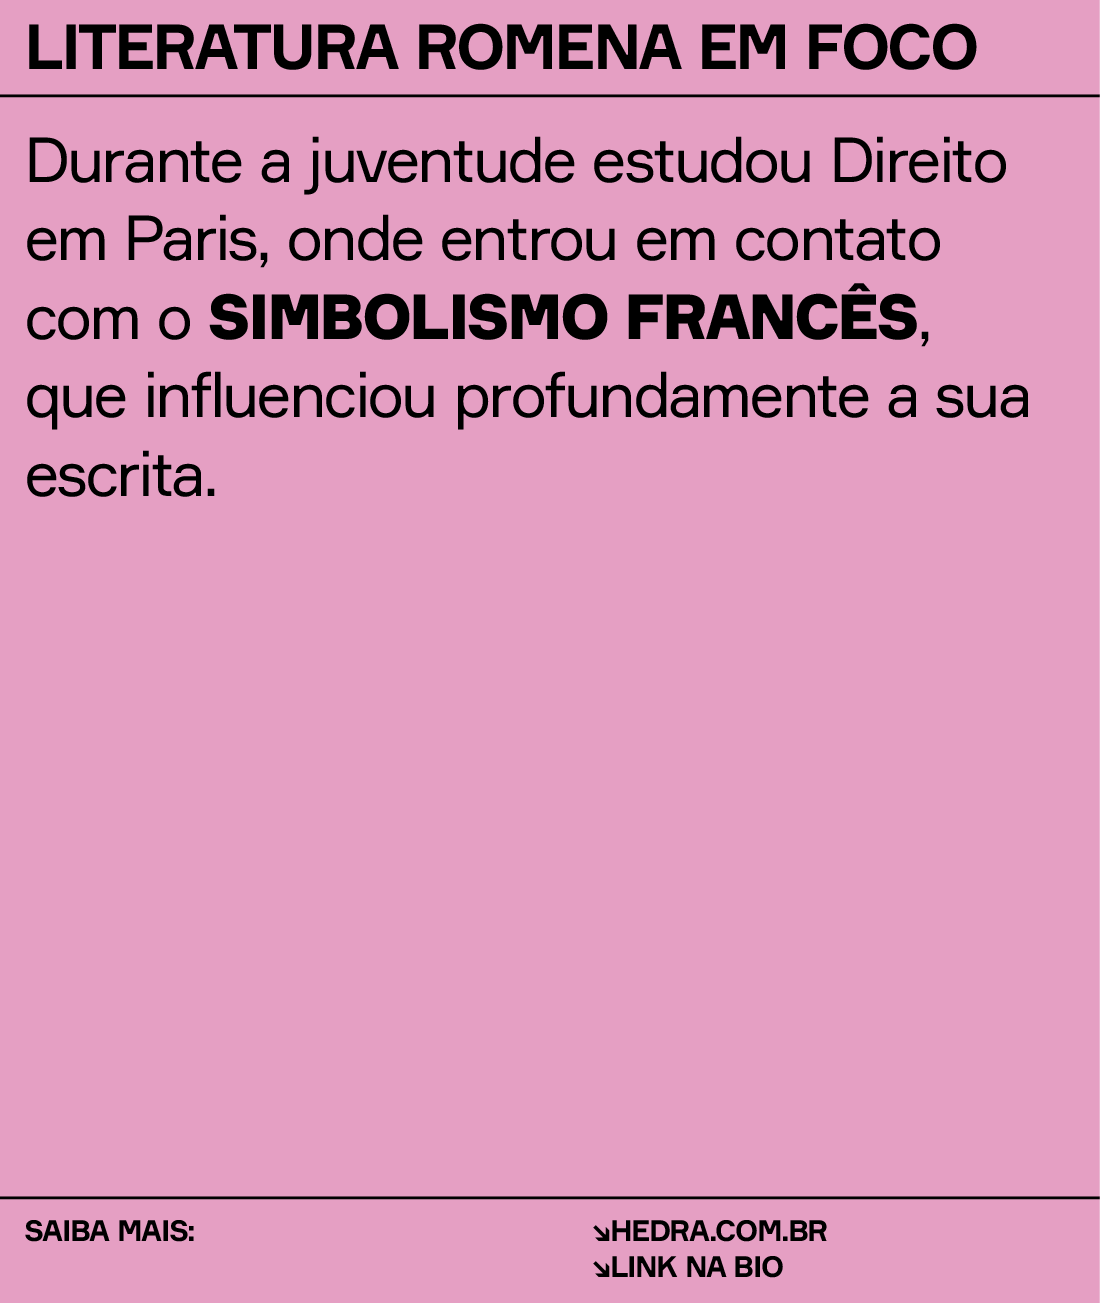 LITERATURA ROMENA EM FOCO
Durante a juventude estudou Direito
em Paris, onde entrou em contato
com o SIMBOLISMO FRANCÊS,
que influenciou profundamente a sua
escrita.
SAIBA MAIS:
↘HEDRA.COM.BR
↘LINK NA BIO